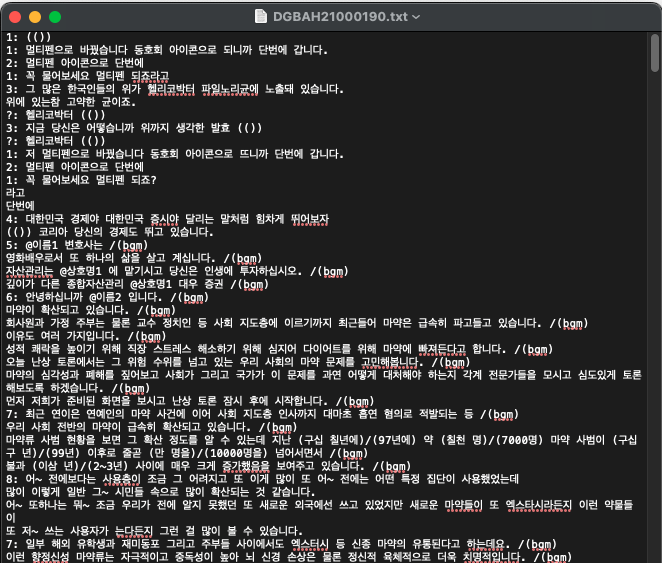 DGBAH21000190.txt
1: (())
1: 멀티펜으로 바꿨습니다 동호회 아이콘으로 되니까 단번에 갑니다.
2: 멀티펜 아이콘으로 단번에
1: 꼭 물어보세요 멀티펜 되죠라고
3: 그 많은 한국인들의 위가 헬리코박터 파일노리균에 노출돼 있습니다.
위에 있는참 고약한 균이죠.
?: 헬리코박터 (())
3: 지금 당신은 어떻습니까 위까지 생각한 발효 (())
?: 헬리코박터 (())
1: 저 멀티펜으로 바꿨습니다 동호회 아이콘으로 뜨니까 단번에 갑니다.
2: 멀티펜 아이콘으로 단번에
1: 꼭 물어보세요 멀티펜 되죠?
라고
단번에
4: 대한민국 경제야 대한민국 증시야 달리는 말처럼 힘차게 뛰어보자
(()) 코리아 당신의 경제도 뛰고 있습니다.
5: @이름1 변호사는 /(bgm)
영화배우로서 또 하나의 삶을 살고 계십니다. /(bgm)
자산관리는 @상호명1 에 맡기시고 당신은 인생에 투자하십시오. /(bgm)
깊이가 다른 종합자산관리 @상호명1 대우 증권 /(bgm)
6: 안녕하십니까 @이름2 입니다. /(bgm)
마약이 확산되고 있습니다. /(bgm)
회사원과 가정 주부는 물론 교수 정치인 등 사회 지도층에 이르기까지 최근들어 마약은 급속히 파고들고 있습니다. /(bgm)
이유도 여러 가지입니다. /(bgm)
성적 쾌락을 높이기 위해 직장 스트레스 해소하기 위해 심지어 다이어트를 위해 마약에 빠져든다고 합니다. /(bgm)
오늘 난상 토론에서는 그 위험 수위를 넘고 있는 우리 사회의 마약 문제를 고민해봅니다. /(bgm)
마약의 심각성과 폐해를 짚어보고 사회가 그리고 국가가 이 문제를 과연 어떻게 대처해야 하는지 각계 전문가들을 모시고 심도있게 토론
해보도록 하겠습니다. /(bgm)
먼저 저희가 준비된 화면을 보시고 난상 토론 잠시 후에 시작합니다. /(bgm)
7: 최근 연이은 연예인의 마약 사건에 이어 사회 지도층 인사까지 대마초 흡연 혐의로 적발되는 등 /(bgm)
우리 사회 전반의 마약이 급속히 확산되고 있습니다. /(bgm)
마약류 사범 현황을 보면 그 확산 정도를 알 수 있는데 지난 (구십 칠년에)/(97년에) 약 (칠천 명)/(7000명) 마약 사범이 (구십
구 년)/(99년) 이후로 줄곧 (만 명을)/(10000명을) 넘어서면서 /(bgm)
불과 (이삼 년)/(2~3년) 사이에 매우 크게 증가했음을 보여주고 있습니다. /(bgm)
8: 어~ 전에보다는 사용층이 조금 그 어려지고 또 이게 많이 또 어~ 전에는 어떤 특정 집단이 사용했었는데
많이 이렇게 일반 그~ 시민들 속으로 많이 확산되는 것 같습니다.
어~ 또하나는 뭐~ 조금 우리가 전에 알지 못했던 또 새로운 외국에선 쓰고 있었지만 새로운 마약들이 또 엑스타시라든지 이런 약물들
이
또 저~ 쓰는 사용자가 는다든지 그런 걸 많이 볼 수 있습니다.
7: 일부 해외 유학생과 재미동포 그리고 주부들 사이에서도 엑스터시 등 신종 마약의 유통된다고 하는데요. /(bgm)
이런 향정신성 마약류는 자극적이고 중독성이 높아 뇌 신경 손상은 물론 정신적 육체적으로 더욱 치명적입니다. /(bgm)